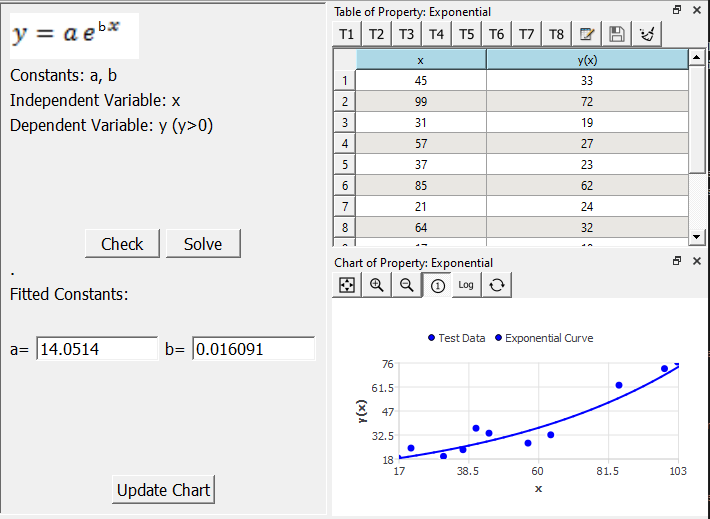 y = a e^bx
Constants: a, b
Independent Variable: x
Dependent Variable: y (y>0)
Check Solve
.
Fitted Constants:
a= 14.0514 b= 0.016091
Update Chart
Table of Property: Exponential
T1 T2 T3 T4 T5 T6 T7 T8
x y(x)
1 45 33
2 99 72
3 31 19
4 57 27
5 37 23
6 85 62
7 21 24
8 64 32
Chart of Property: Exponential
1 Log
Test Data Exponential Curve
76
61.5
47
32.5
18
y(x)
17 38.5 60 81.5 103
x